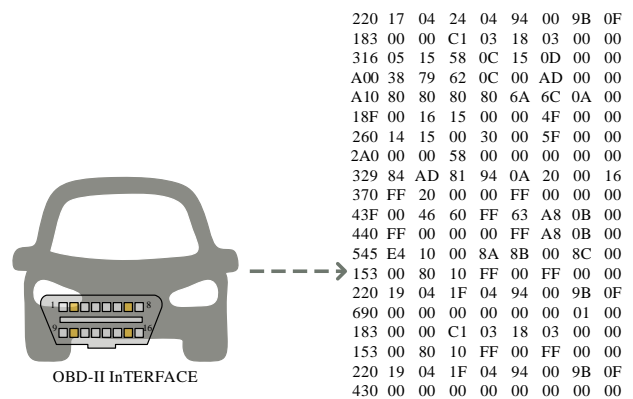 220 17 04 24 04 94 00 9B 0F
183 00 00 C1 03 18 03 00 00
316 05 15 58 0C 15 0D 00 00
A00 38 79 62 0C 00 AD 00 00
A10 80 80 80 80 6A 6C 0A 00
18F 00 16 15 00 00 4F 00 00
260 14 15 00 30 00 5F 00 00
2A0 00 00 58 00 00 00 00 00
329 84 AD 81 94 0A 20 00 16
370 FF 20 00 00 FF 00 00 00
43F 00 46 60 FF 63 A8 0B 00
440 FF 00 00 00 FF A8 0B 00
545 E4 10 00 8A 8B 00 8C 00
153 00 80 10 FF 00 FF 00 00
220 19 04 1F 04 94 00 9B 0F
690 00 00 00 00 00 00 01 00
183 00 00 C1 03 18 03 00 00
153 00 80 10 FF 00 FF 00 00
220 19 04 1F 04 94 00 9B 0F
430 00 00 00 00 00 00 00 00
1 8
9 16
OBD-II InTERFACE